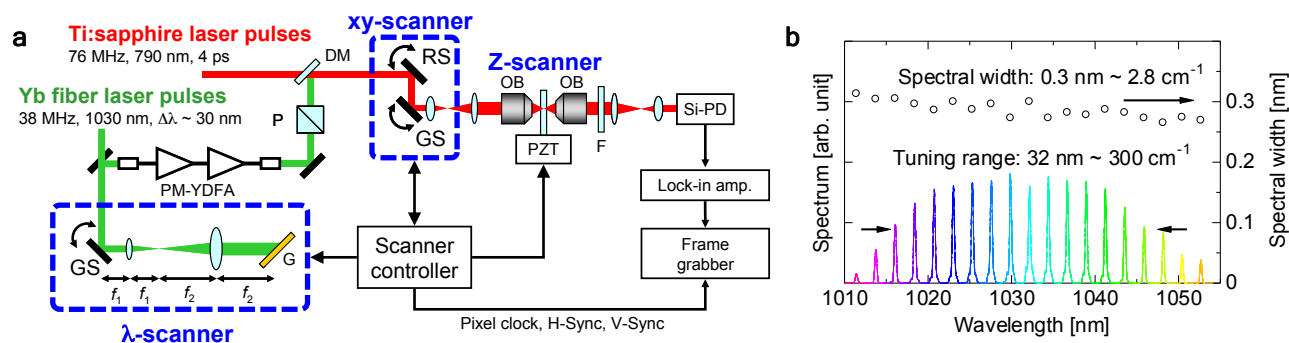 a
Ti:sapphire laser pulses
76 MHz, 790 nm, 4 ps
DM
Yb fiber laser pulses
38 MHz, 1030 nm, Δλ ~ 30 nm
P
PM-YDFA
GS
G
f1
f1
f2
f2
λ-scanner
xy-scanner
RS
GS
Z-scanner
OB
OB
PZT
F
Si-PD
Lock-in amp.
Frame
grabber
Scanner
controller
Pixel clock, H-Sync, V-Sync
b
Spectrum [arb. unit]
Spectral width: 0.3 nm ~ 2.8 cm⁻¹
Tuning range: 32 nm ~ 300 cm⁻¹
0.3
0.2
0.1
0
Spectral width [nm]
1010
1020
1030
1040
1050
Wavelength [nm]